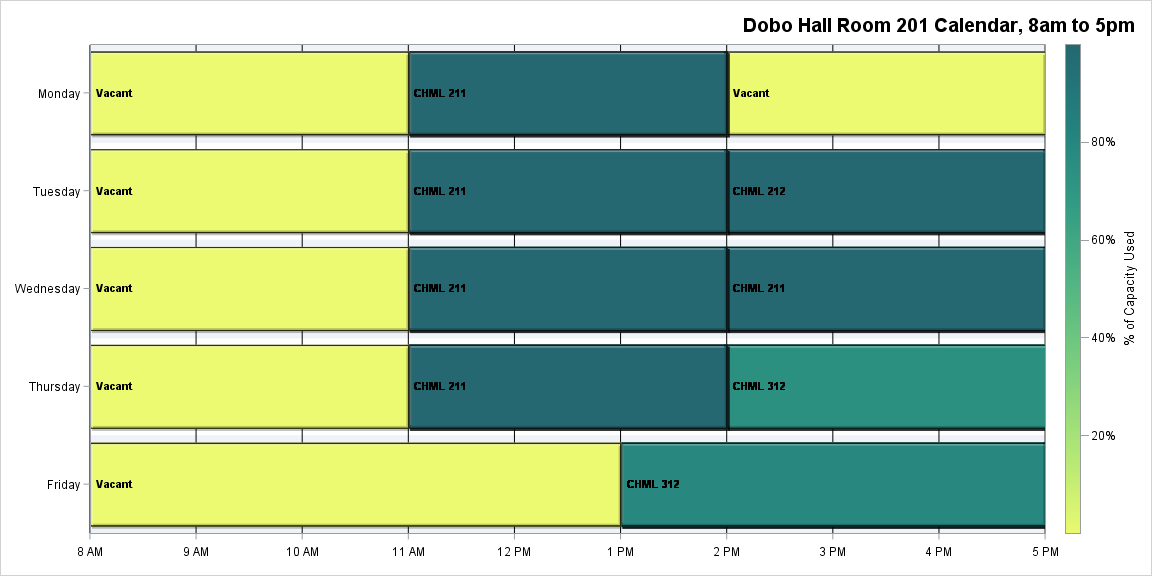 Dobo Hall Room 201 Calendar, 8am to 5pm
Monday Vacant CHML 211 Vacant
80%
Tuesday Vacant CHML 211 CHML 212
60%
% of Capacity Used
Wednesday Vacant CHML 211 CHML 211
40%
Thursday Vacant CHML 211 CHML 312
20%
Friday Vacant CHML 312
8 AM 9 AM 10 AM 11 AM 12 PM 1 PM 2 PM 3 PM 4 PM 5 PM